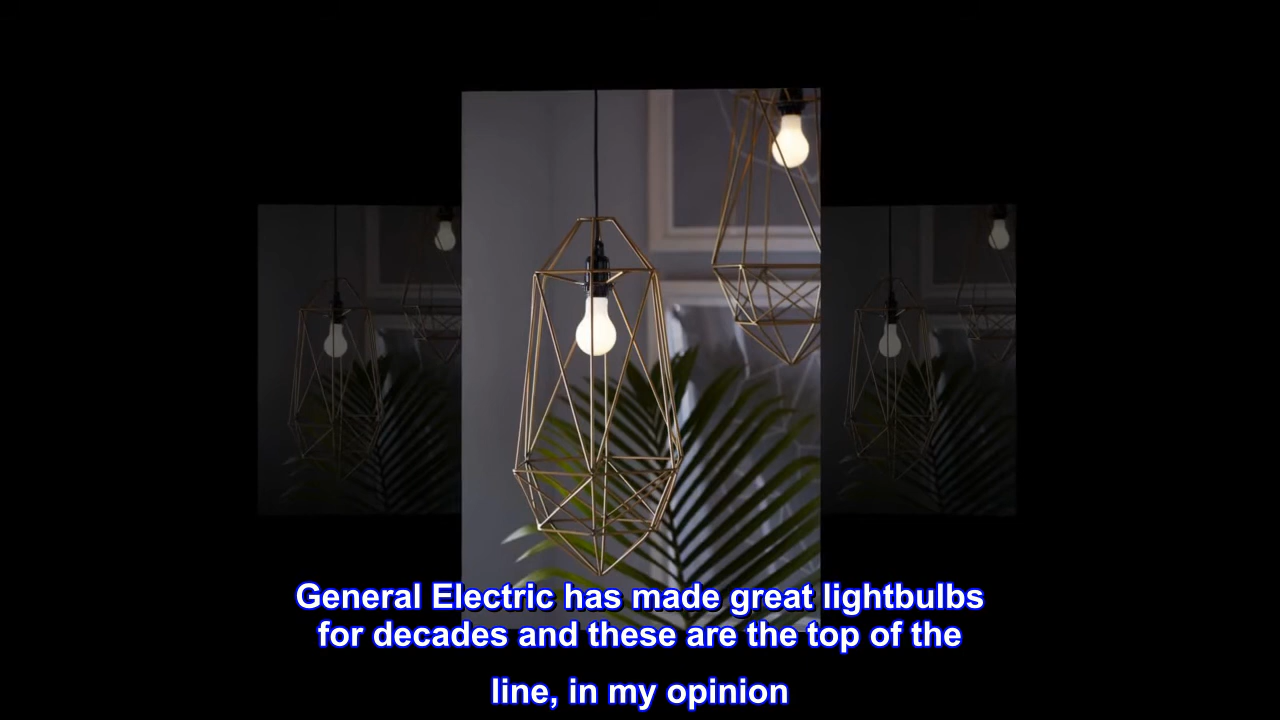 General Electric has made great lightbulbs
for decades and these are the top of the
line, in my opinion